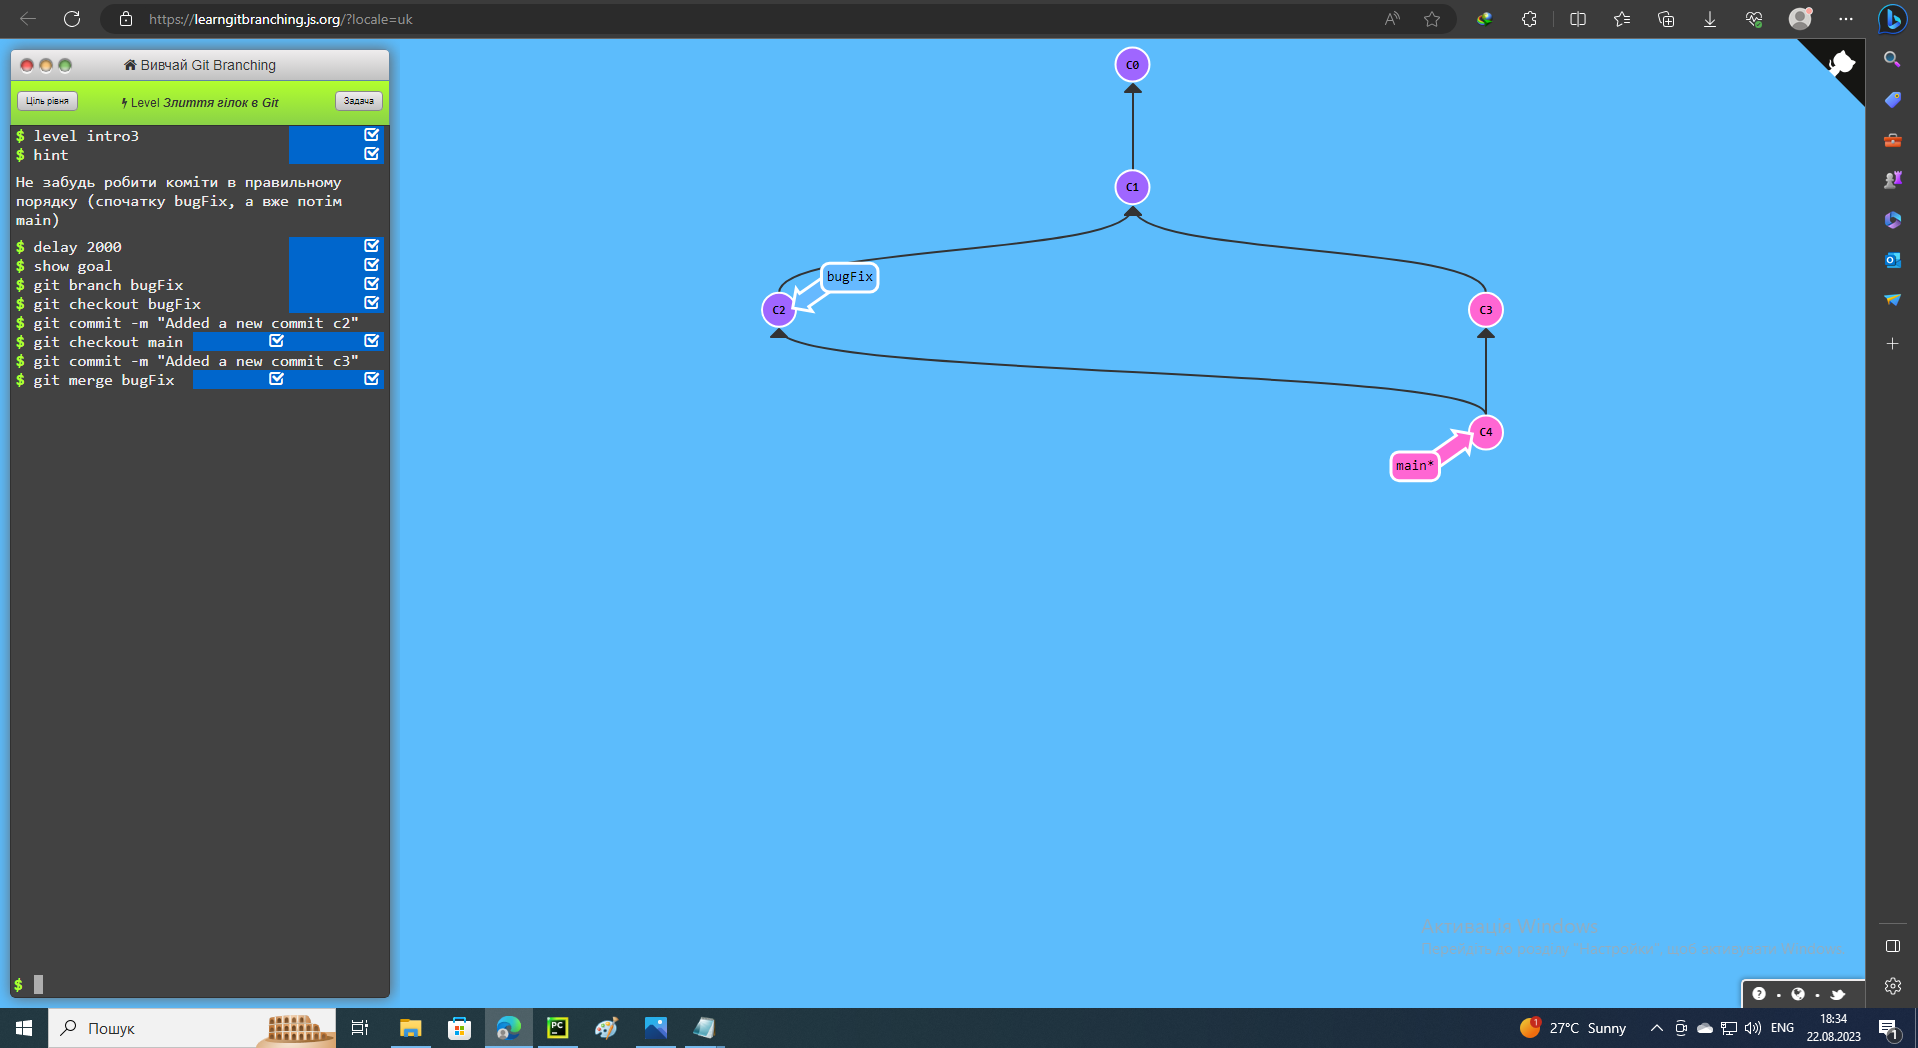 https://learngitbranching.js.org/?locale=uk
Вивчай Git Branching
Ціль рівня
Level Злиття гілок в Git
Задача
$ level intro3
$ hint
Не забудь робити коміти в правильному
порядку (спочатку bugFix, а вже потім
main)
$ delay 2000
$ show goal
$ git branch bugFix
$ git checkout bugFix
$ git commit -m "Added a new commit c2"
$ git checkout main
$ git commit -m "Added a new commit c3"
$ git merge bugFix
$
C0
C1
bugFix
C2
C3
C4
main*
Активація Windows
Пошук
27°C Sunny
ENG
18:34
22.08.2023
1